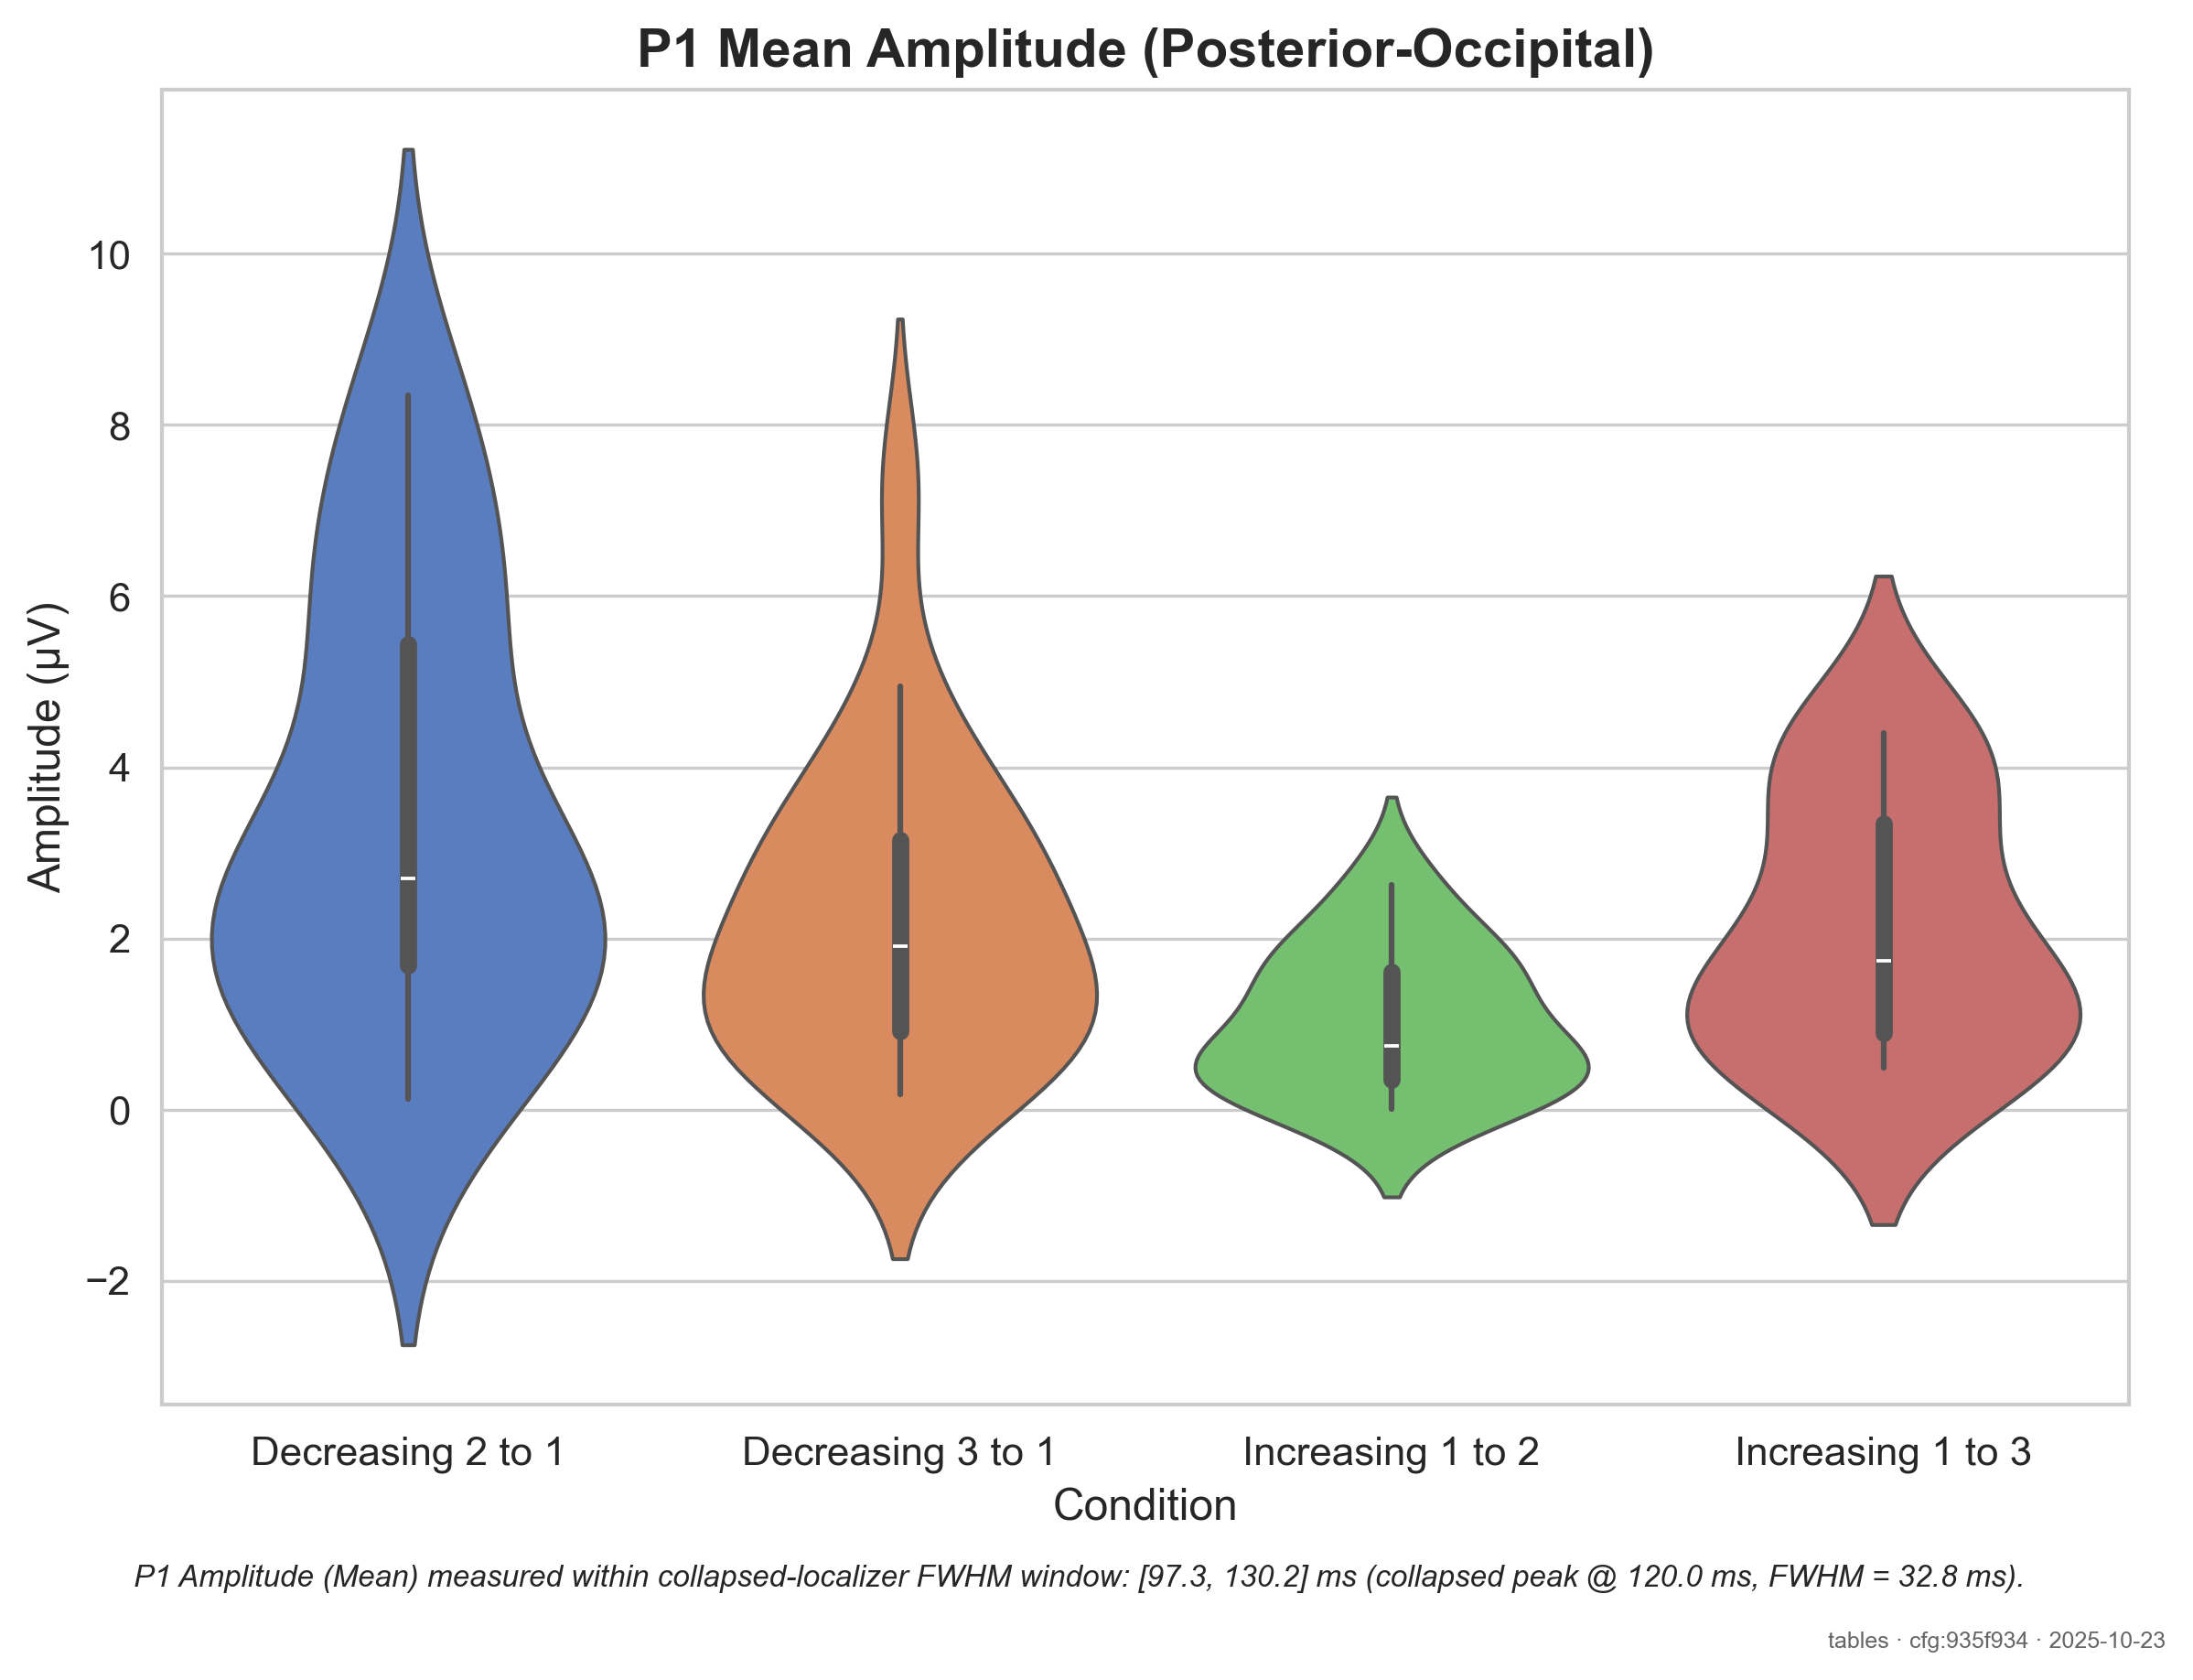 P1 Mean Amplitude (Posterior-Occipital)
Amplitude (µV)
10
8
6
4
2
0
−2
Decreasing 2 to 1
Decreasing 3 to 1
Increasing 1 to 2
Increasing 1 to 3
Condition
P1 Amplitude (Mean) measured within collapsed-localizer FWHM window: [97.3, 130.2] ms (collapsed peak @ 120.0 ms, FWHM = 32.8 ms).
tables · cfg:935f934 · 2025-10-23